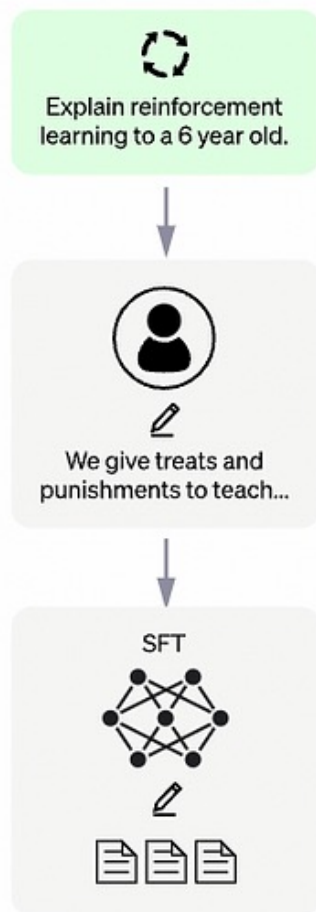 Explain reinforcement
learning to a 6 year old.
We give treats and
punishments to teach...
SFT